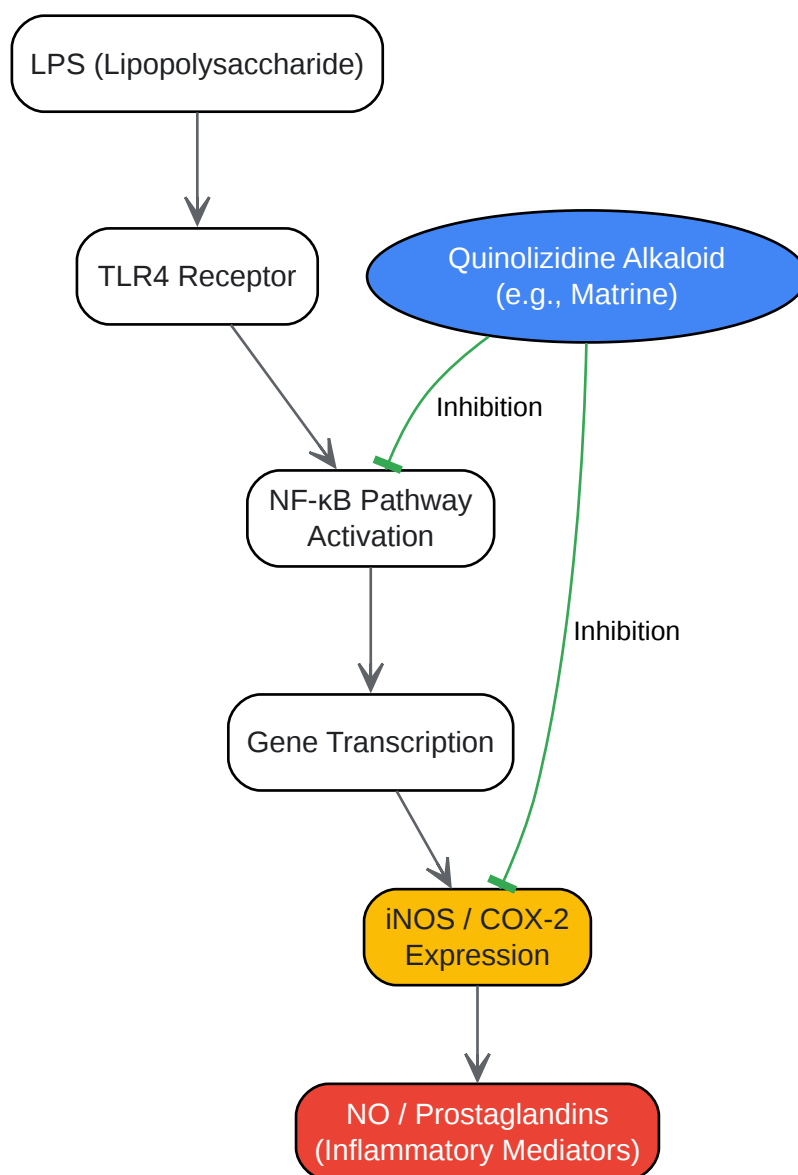 LPS (Lipopolysaccharide)
TLR4 Receptor
Quinolizidine Alkaloid
(e.g., Matrine)
Inhibition
NF-κB Pathway
Activation
Inhibition
Gene Transcription
iNOS / COX-2
Expression
NO / Prostaglandins
(Inflammatory Mediators)